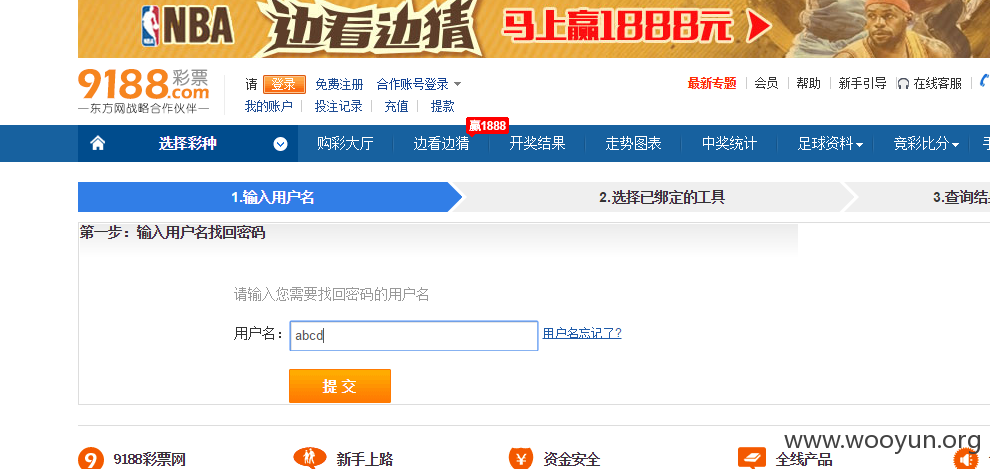 NBA 边看边猜 马上赢1888元
9188彩票 .com
—东方网战略合作伙伴—
请 登录 免费注册 合作账号登录
我的账户 投注记录 充值 提款
最新专题 会员 帮助 新手引导 在线客服
赢1888
选择彩种 购彩大厅 边看边猜 开奖结果 走势图表 中奖统计 足球资料 竞彩比分
1.输入用户名 2.选择已绑定的工具 3.查询结
第一步：输入用户名找回密码
请输入您需要找回密码的用户名
用户名： abcd 用户名忘记了?
提 交
9188彩票网 新手上路 资金安全 全线产品
www.wooyun.org